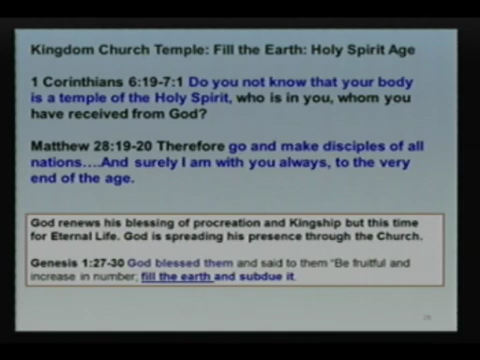 Kingdom Church Temple: Fill the Earth: Holy Spirit Age
1 Corinthians 6:19-7:1 Do you not know that your body
is a temple of the Holy Spirit, who is in you, whom you
have received from God?
Matthew 28:19-20 Therefore go and make disciples of all
nations….And surely I am with you always, to the very
end of the age.
God renews his blessing of procreation and Kingship but this time
for Eternal Life. God is spreading his presence through the Church.
Genesis 1:27-30 God blessed them and said to them "Be fruitful and
increase in number; fill the earth and subdue it.